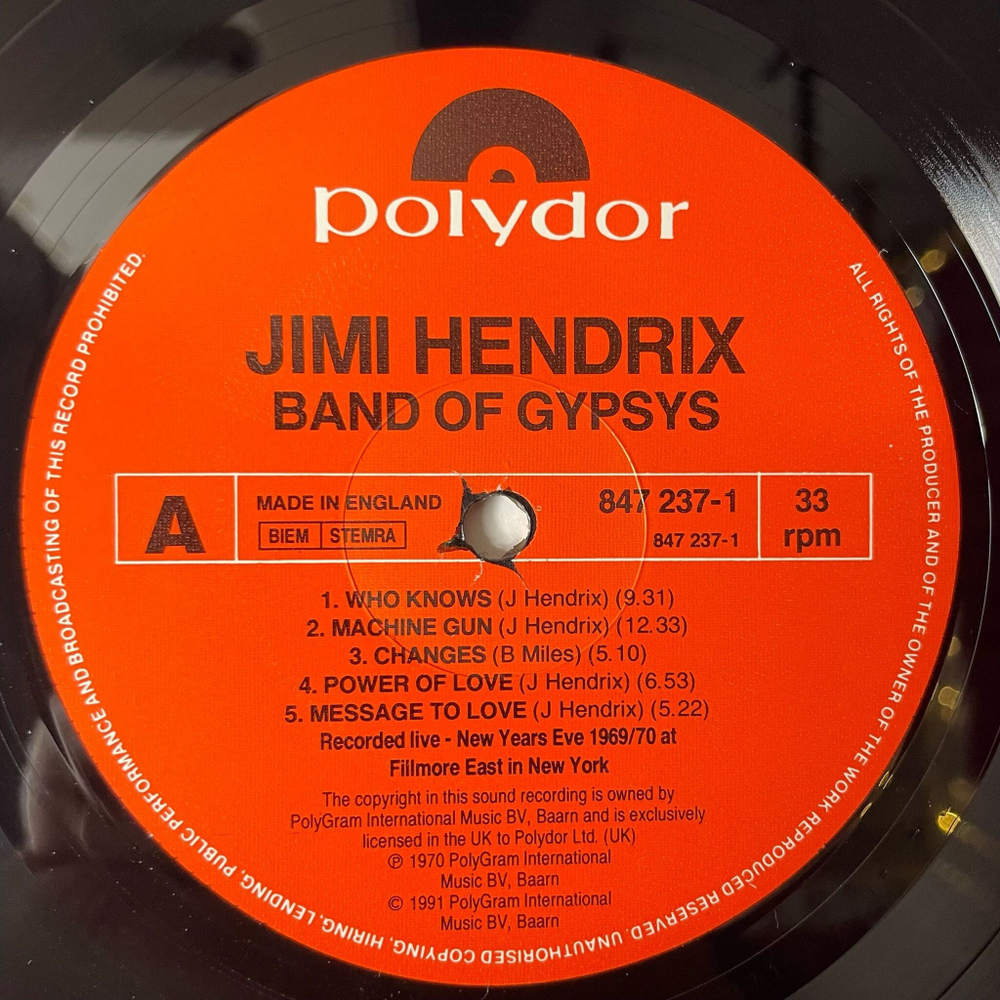 polydor
JIMI HENDRIX
BAND OF GYPSYS
A
MADE IN ENGLAND
BIEM STEMRA
847 237-1
847 237-1
33
rpm
1. WHO KNOWS (J Hendrix) (9.31)
2. MACHINE GUN (J Hendrix) (12.33)
3. CHANGES (B Miles) (5.10)
4. POWER OF LOVE (J Hendrix) (6.53)
5. MESSAGE TO LOVE (J Hendrix) (5.22)
Recorded live - New Years Eve 1969/70 at
Fiillmore East in New York
The copyright in this sound recording is owned by
PolyGram International Music BV, Baarn and is exclusively
licensed in the UK to Polydor Ltd. (UK)
℗ 1970 PolyGram International
Music BV, Baarn
© 1991 PolyGram International
Music BV, Baarn
ALL RIGHTS OF THE PRODUCER AND OF THE OWNER OF THE WORK REPRODUCED RESERVED. UNAUTHORISED COPYING, HIRING, LENDING, PUBLIC PERFORMANCE AND BROADCASTING OF THIS RECORD PROHIBITED.